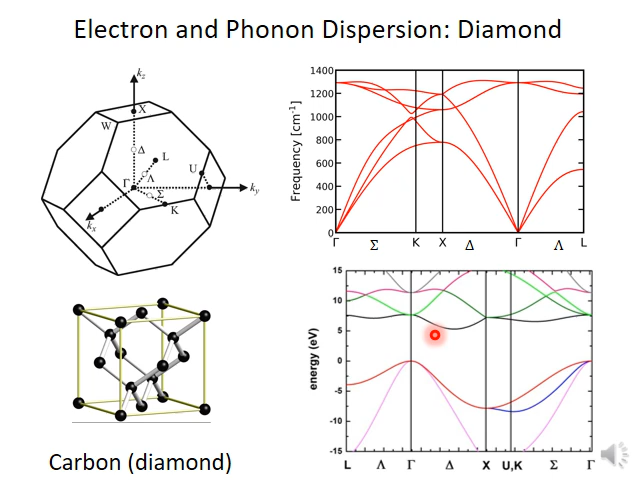 Electron and Phonon Dispersion: Diamond
k_z
X
W
Δ
L
U
Λ
Γ
Σ
k_y
K
k_x
Carbon (diamond)
Frequency [cm⁻¹]
1400
1200
1000
800
600
400
200
0
Γ Σ K X Δ Γ Λ L
energy (eV)
15
10
5
0
-5
-10
-15
L Λ Γ Δ X U,K Σ Γ